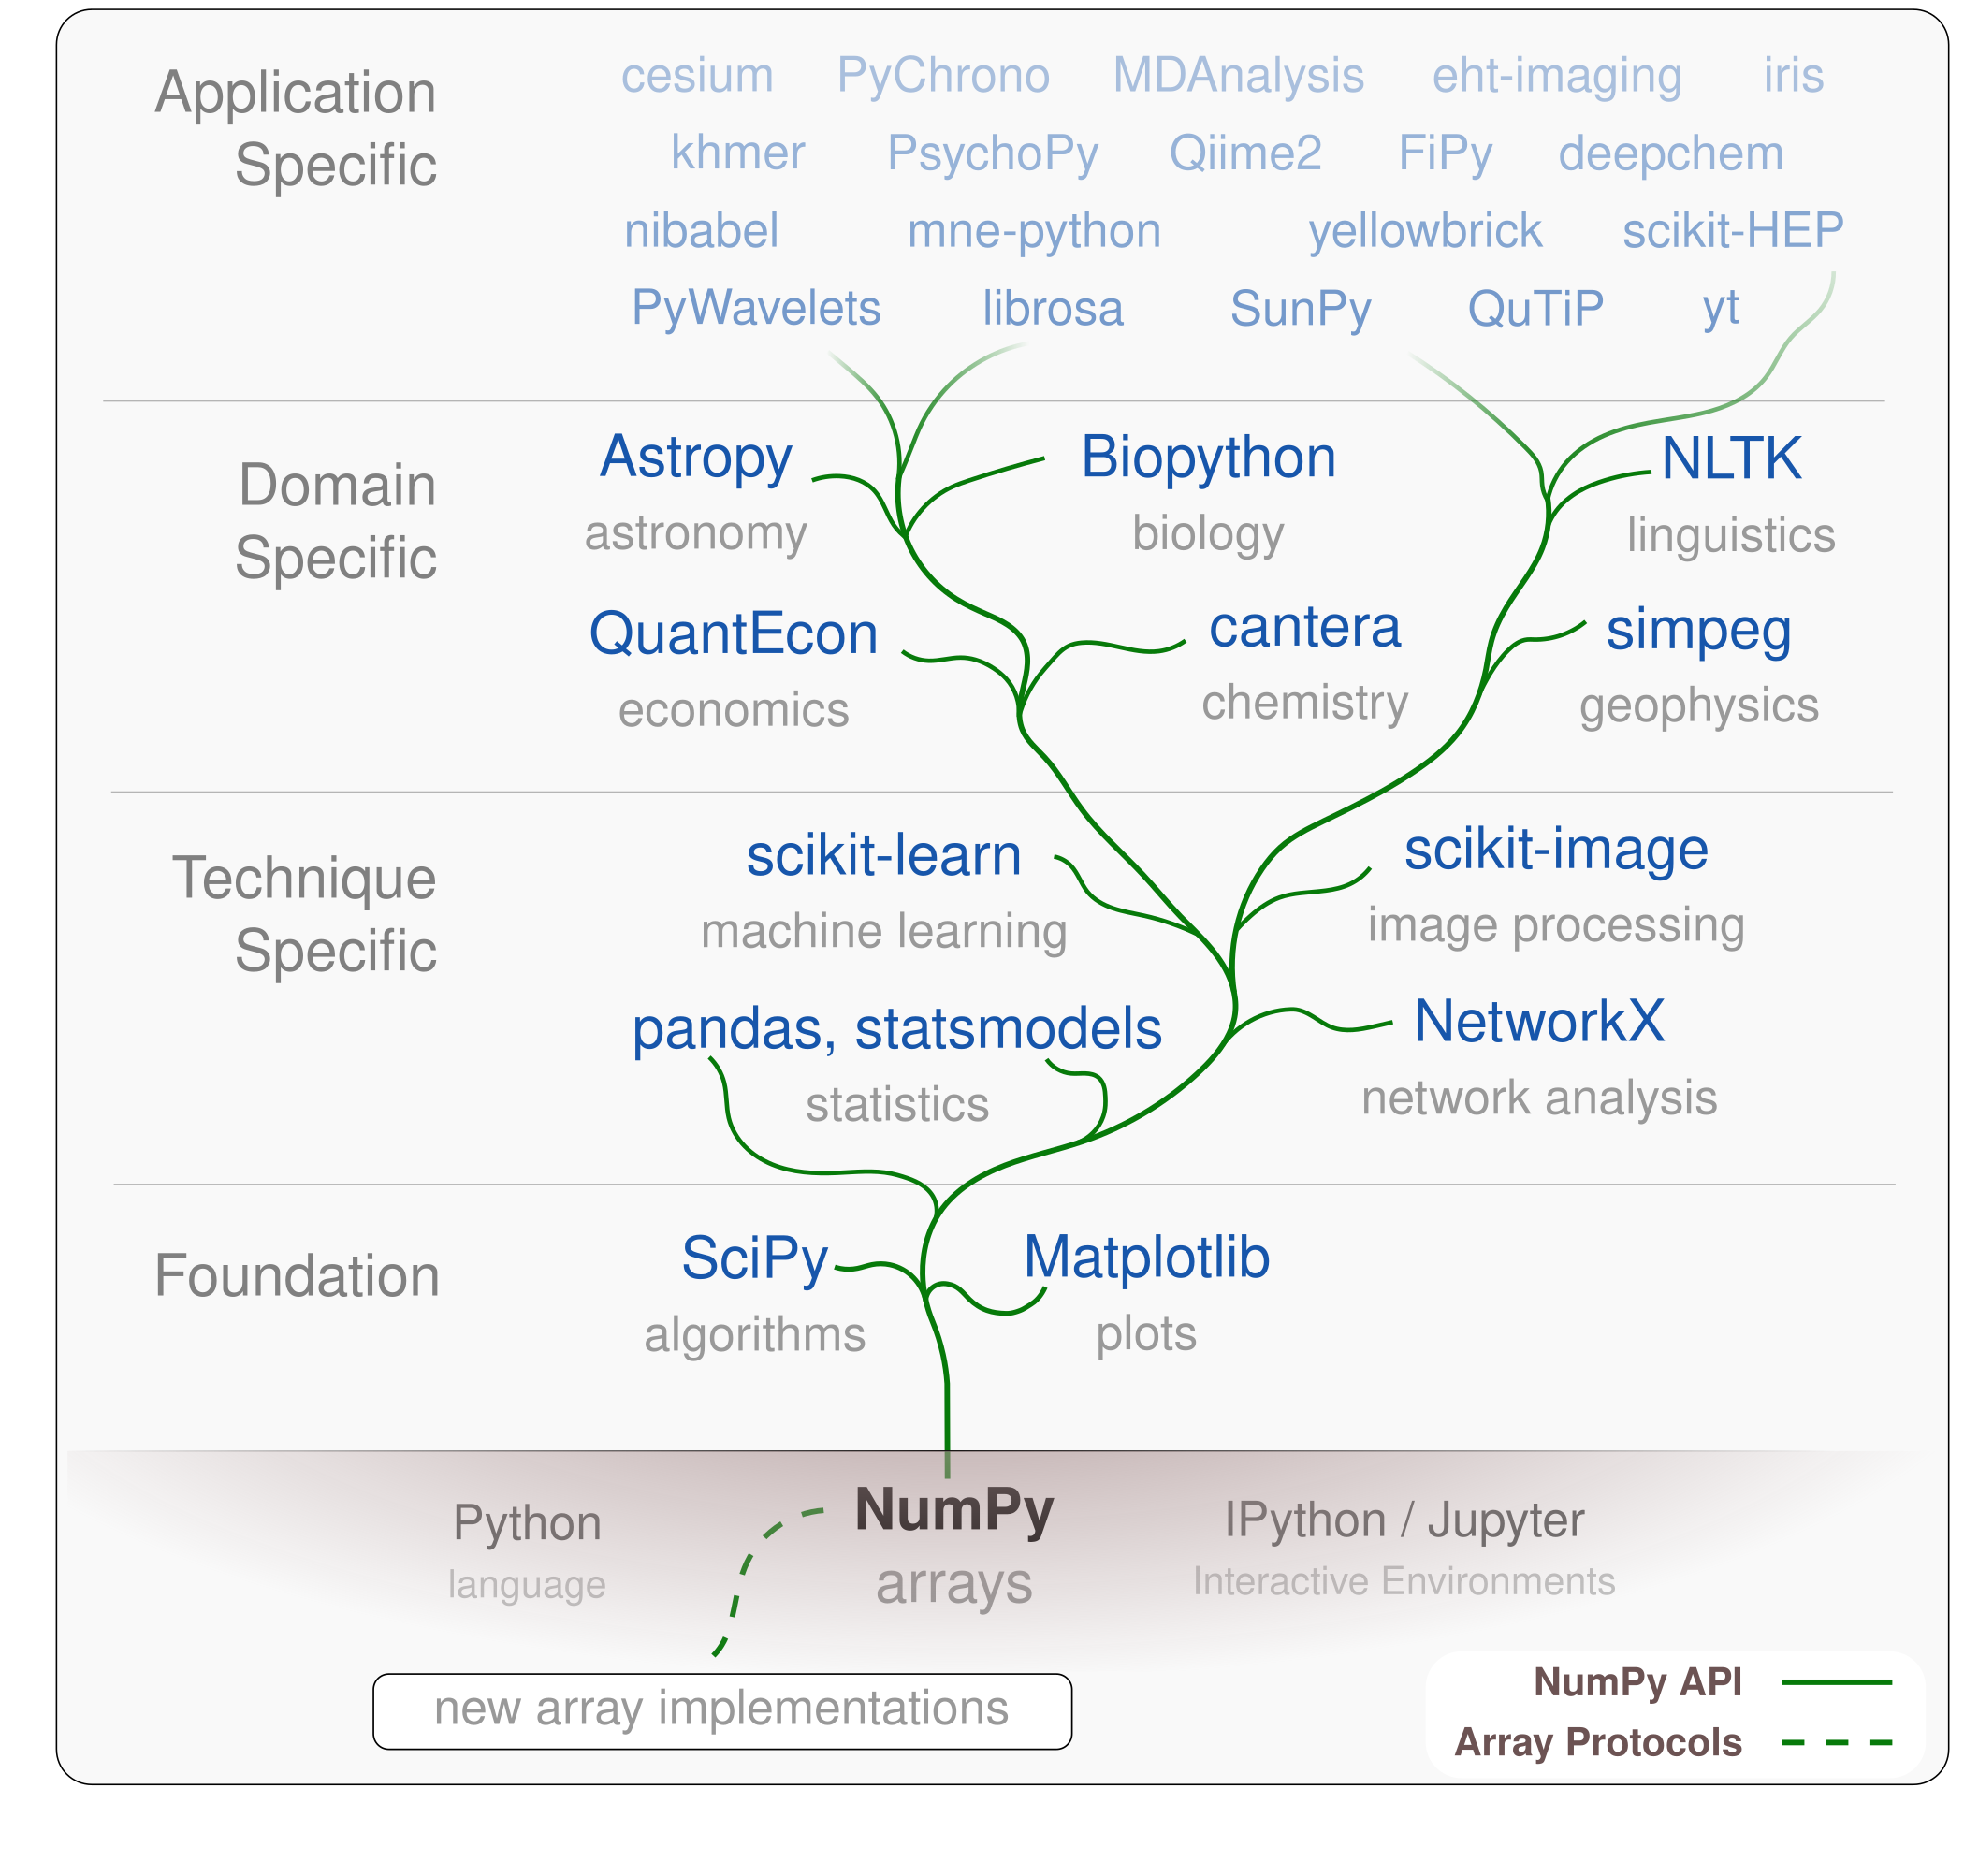 Application
Specific
cesium PyChrono MDAnalysis eht-imaging iris
khmer PsychoPy Qiime2 FiPy deepchem
nibabel mne-python yellowbrick scikit-HEP
PyWavelets librosa SunPy QuTiP yt
Domain
Specific
Astropy Biopython NLTK
astronomy biology linguistics
QuantEcon cantera simpeg
economics chemistry geophysics
Technique
Specific
scikit-learn scikit-image
machine learning image processing
pandas, statsmodels NetworkX
statistics network analysis
Foundation
SciPy Matplotlib
algorithms plots
Python NumPy IPython / Jupyter
language arrays Interactive Environments
new array implementations
NumPy API
Array Protocols